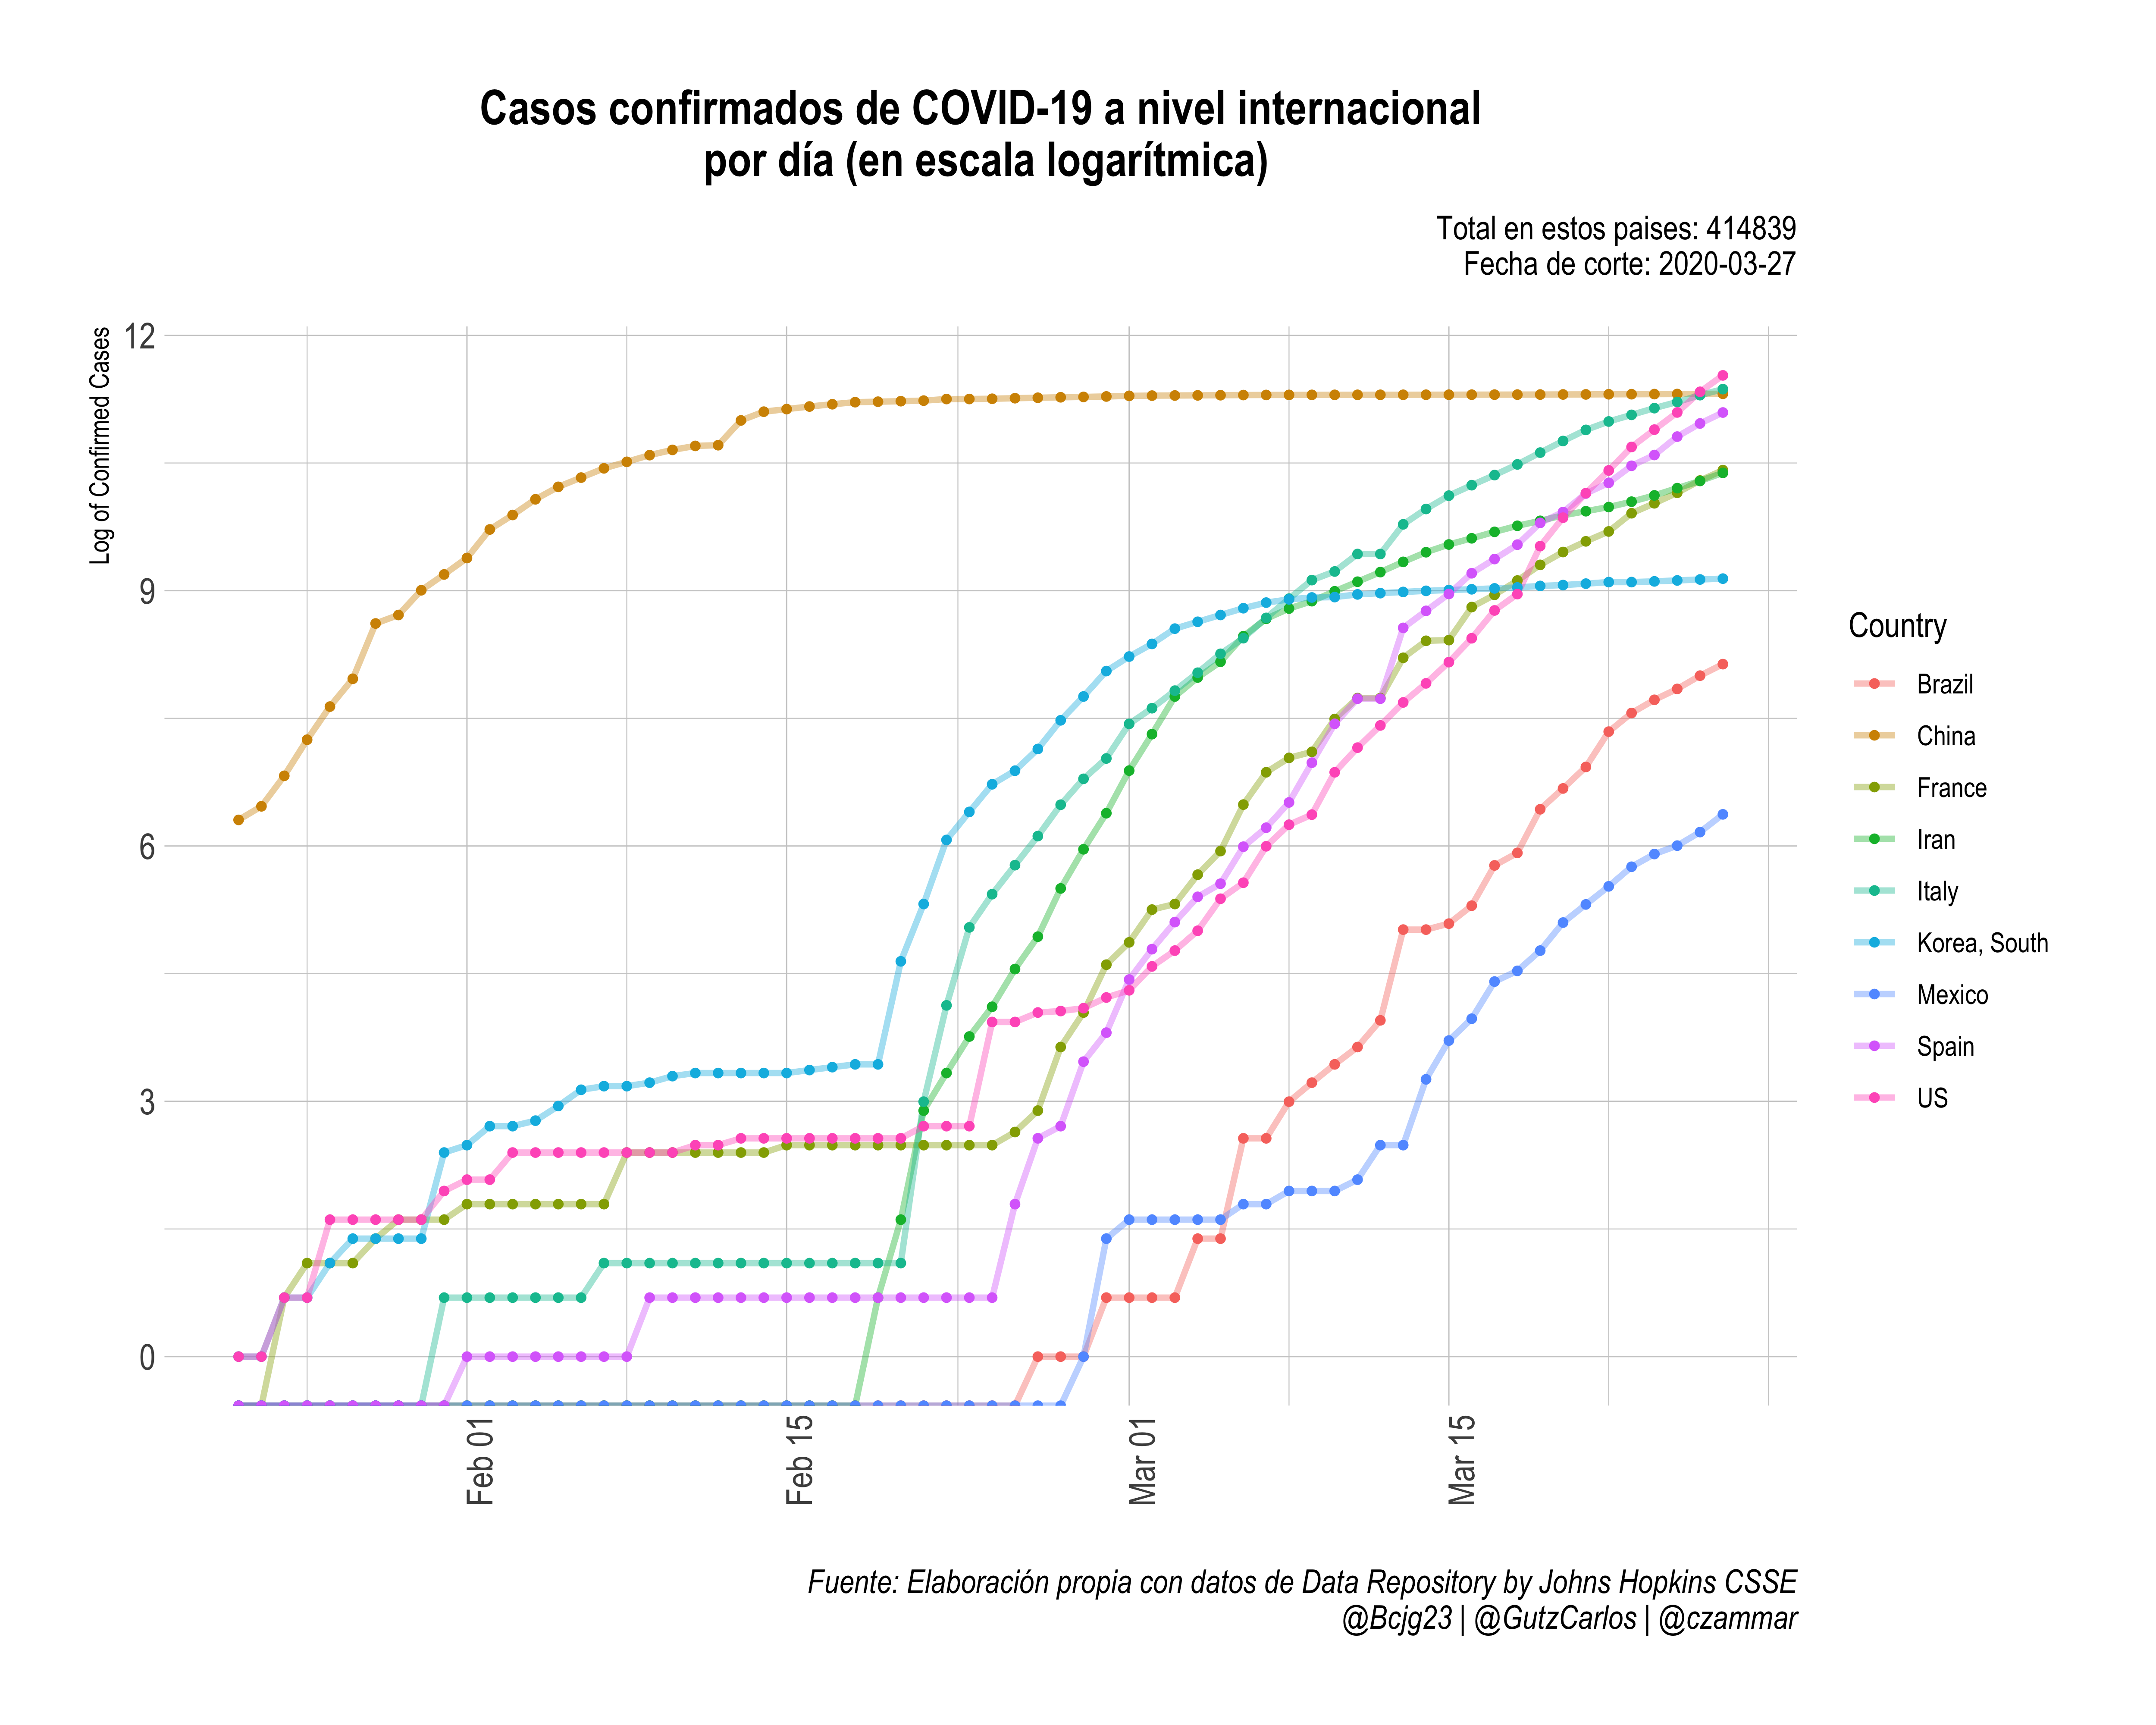 Casos confirmados de COVID-19 a nivel internacional
por día (en escala logarítmica)
Total en estos paises: 414839
Fecha de corte: 2020-03-27
Log of Confirmed Cases
12
9
6
3
0
Feb 01
Feb 15
Mar 01
Mar 15
Country
Brazil
China
France
Iran
Italy
Korea, South
Mexico
Spain
US
Fuente: Elaboración propia con datos de Data Repository by Johns Hopkins CSSE
@Bcjg23 | @GutzCarlos | @czammar